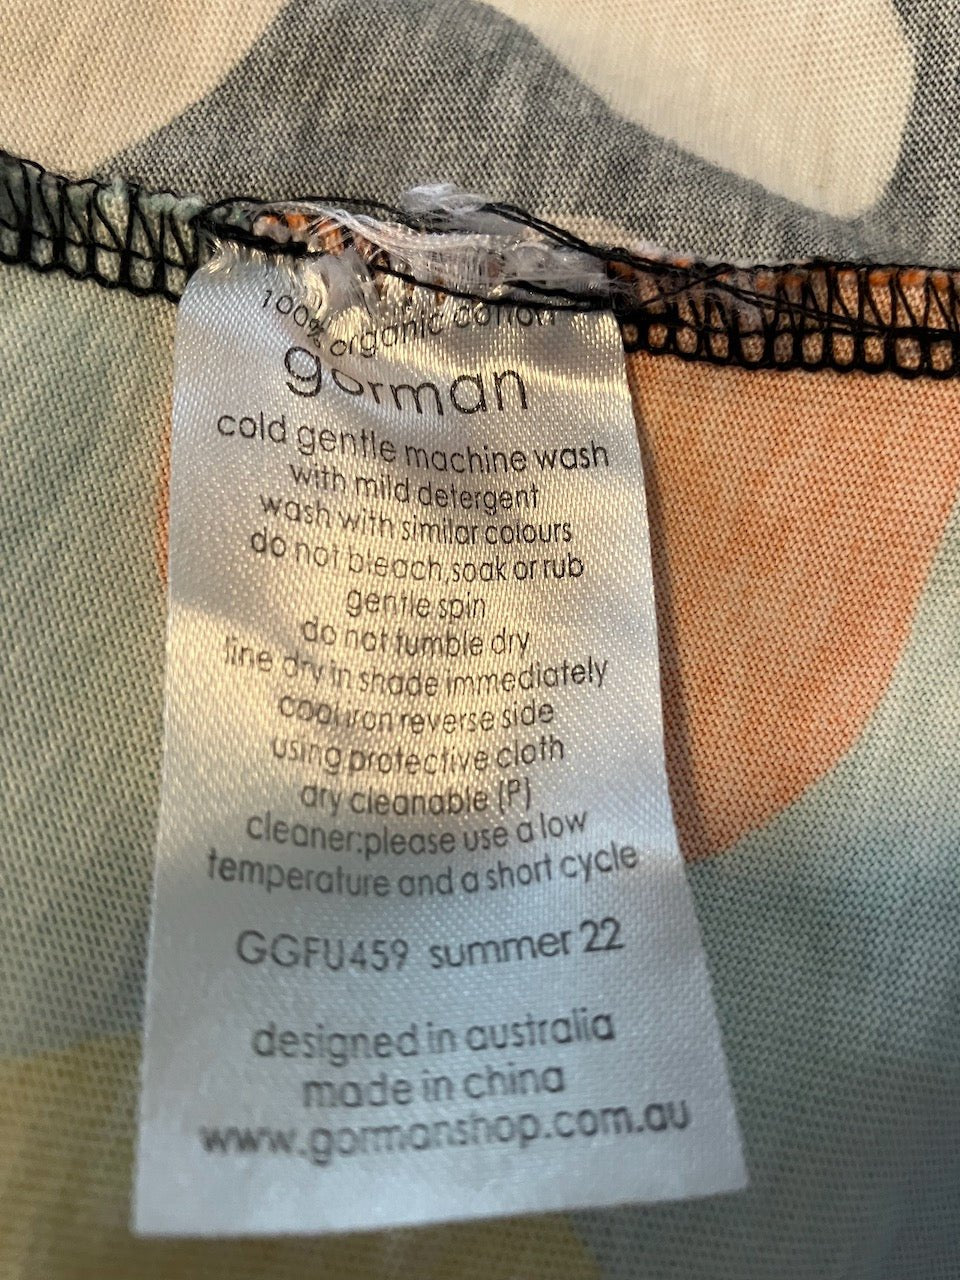 100% organic cotton
gorman
cold gentle machine wash
with mild detergent
wash with similar colours
do not bleach,soak or rub
gentle spin
do not tumble dry
line dry in shade immediately
cool iron reverse side
using protective cloth
dry cleanable (P)
cleaner:please use a low
temperature and a short cycle
GGFU459 summer 22
designed in australia
made in china
www.gormanshop.com.au